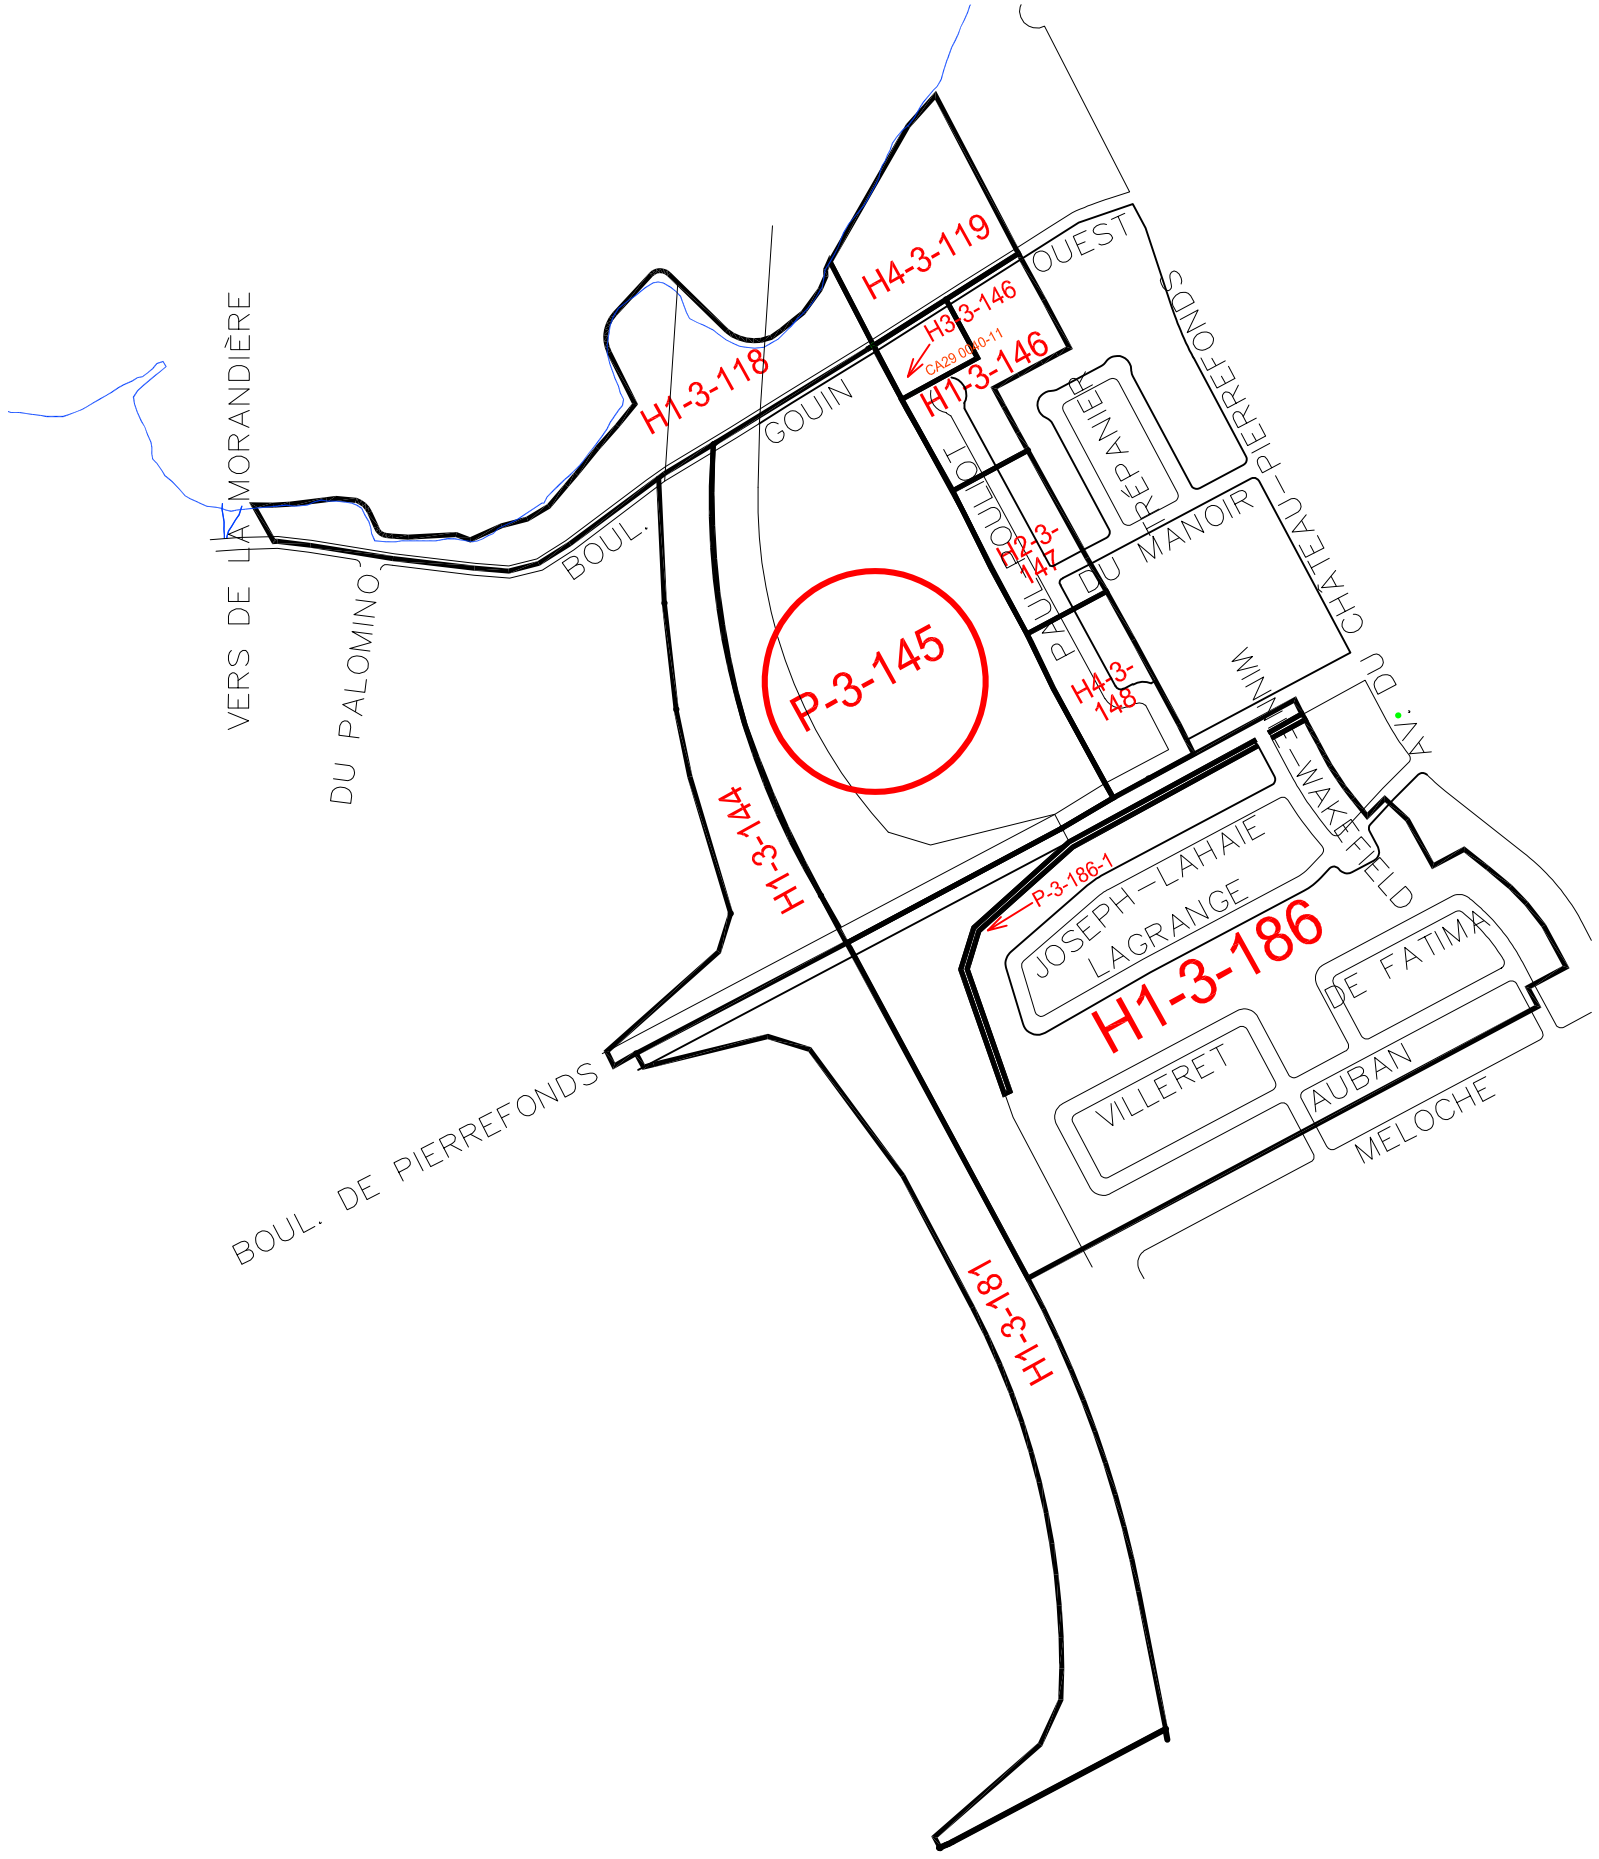 OUEST
H4-3-119
VERS DE LA MORANDIÈRE
H3-3-146
CA29 0040-11
H1-3-146
H1-3-118
GOUIN
BOUL.
DU PALOMINO
TRÉPANIER
PAUL POULIOT
H2-3-
147
DU MANOIR
AV. DU CHÂTEAU-PIERREFONDS
P-3-145
H4-3-
148
WINNIE-WAKEFIELD
H1-3-144
P-3-186-1
JOSEPH-LAHAIE
LAGRANGE
H1-3-186
DE FATIMA
VILLERET
AUBAN
MELOCHE
BOUL. DE PIERREFONDS
H1-3-181